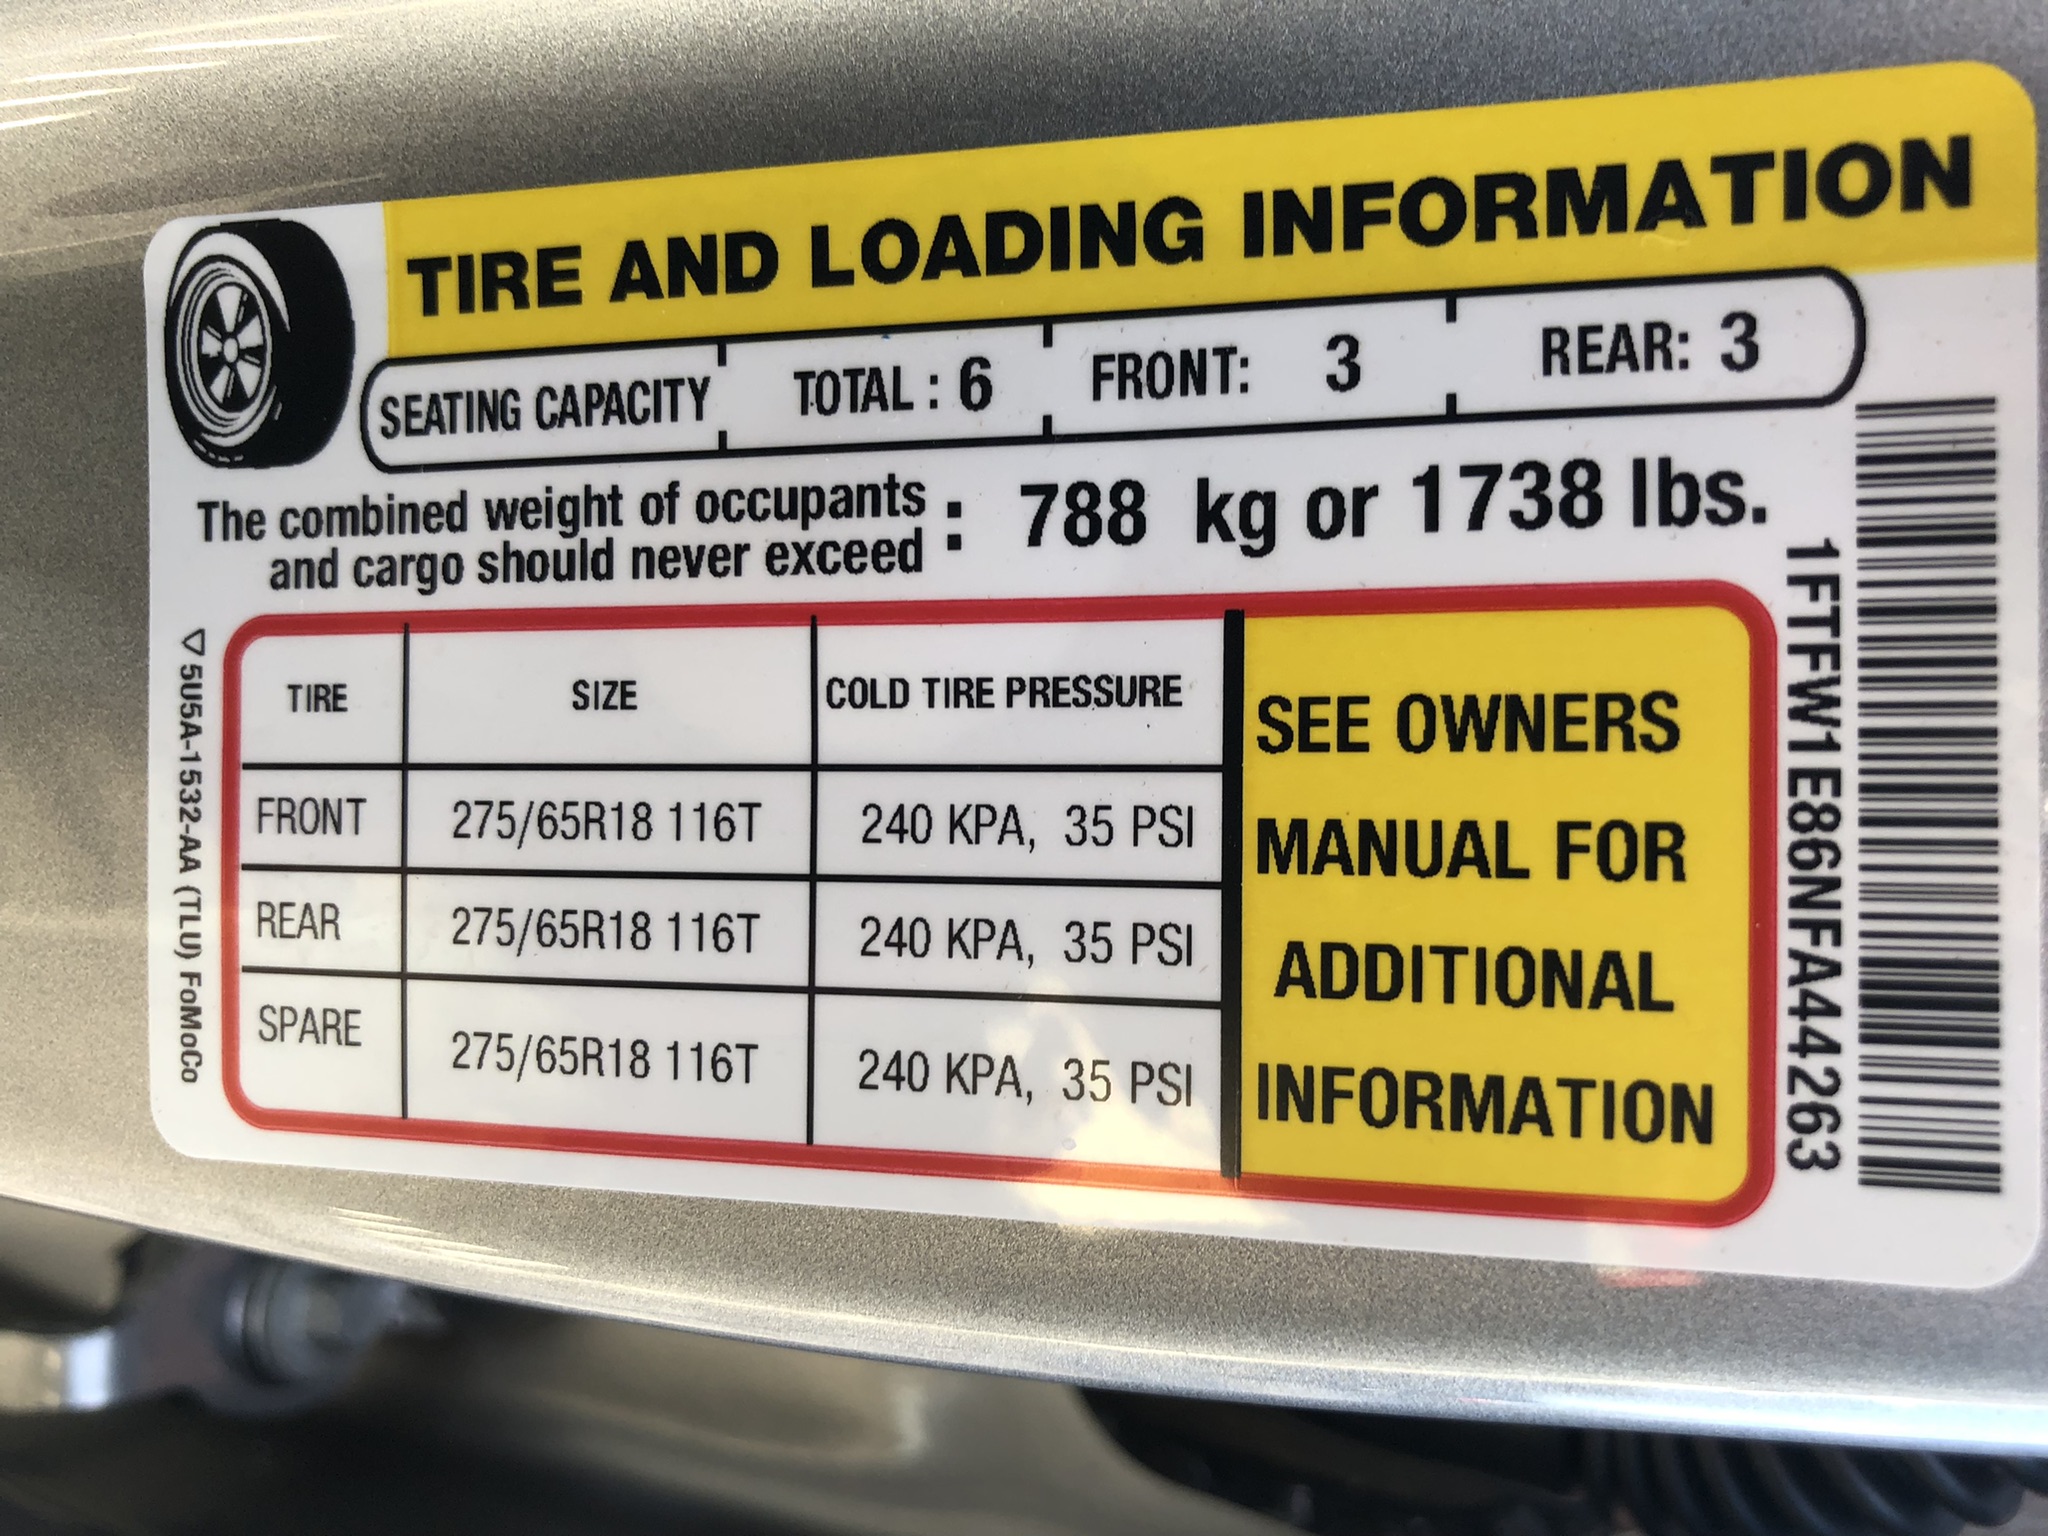 TIRE AND LOADING INFORMATION
SEATING CAPACITY TOTAL : 6 FRONT: 3 REAR: 3
The combined weight of occupants
and cargo should never exceed : 788 kg or 1738 lbs.
TIRE SIZE COLD TIRE PRESSURE
FRONT 275/65R18 116T 240 KPA, 35 PSI
REAR 275/65R18 116T 240 KPA, 35 PSI
SPARE 275/65R18 116T 240 KPA, 35 PSI
SEE OWNERS
MANUAL FOR
ADDITIONAL
INFORMATION
5U5A-1532-AA (TLU) FoMoCo
1FTFW1E86NFA44263